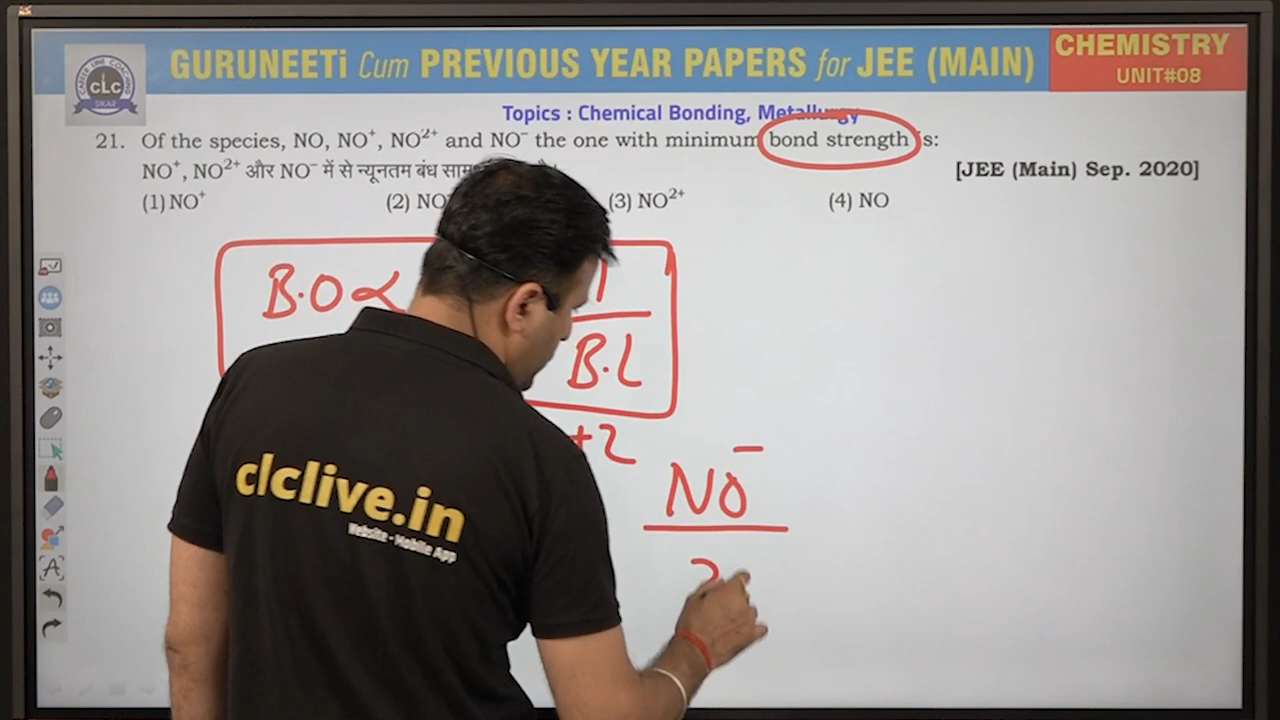 GURUNEETi Cum PREVIOUS YEAR PAPERS for JEE (MAIN)
CHEMISTRY
UNIT#08
CLC
SIKAR
Topics : Chemical Bonding, Metallurgy
21. Of the species, NO, NO⁺, NO²⁺ and NO⁻ the one with minimum bond strength is:
NO⁺, NO²⁺ और NO⁻ में से न्यूनतम बंध
[JEE (Main) Sep. 2020]
(1) NO⁺ (2) NO (3) NO²⁺ (4) NO
B.O ∝ 1
B.L
+2
NO⁻
clclive.in
Website - Mobile App